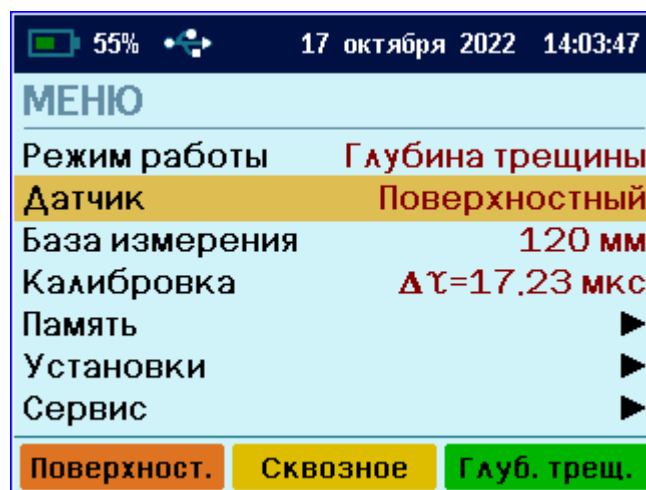 55% 17 октября 2022 14:03:47
МЕНЮ
Режим работы Глубина трещины
Датчик Поверхностный
База измерения 120 мм
Калибровка Δτ=17,23 мкс
Память ▶
Установки ▶
Сервис ▶
Поверхност. Сквозное Глуб. трещ.